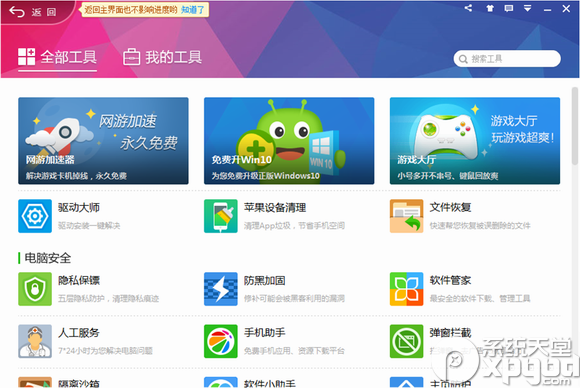 返回
返回主界面也不影响进度哟 知道了
全部工具
我的工具
搜索工具
网游加速
永久免费
网游加速器
解决游戏卡机掉线，永久免费
WIN 10
免费升Win10
为您免费升级正版Windows10
游戏大厅
玩游戏超爽！
游戏大厅
小号多开不串号、键鼠回放爽
驱动大师
驱动安装一键解决
苹果设备清理
清理App垃圾，节省手机空间
文件恢复
快速帮您恢复被误删除的文件
电脑安全
隐私保镖
五层隐私防护，清理隐私痕迹
防黑加固
修补可能会被黑客利用的漏洞
软件管家
最安全的软件下载、管理工具
人工服务
7*24小时为您解决电脑问题
手机助手
免费手机应用、资源下载平台
弹窗拦截
系统天堂
隔离沙箱
软件小助手
主页防护